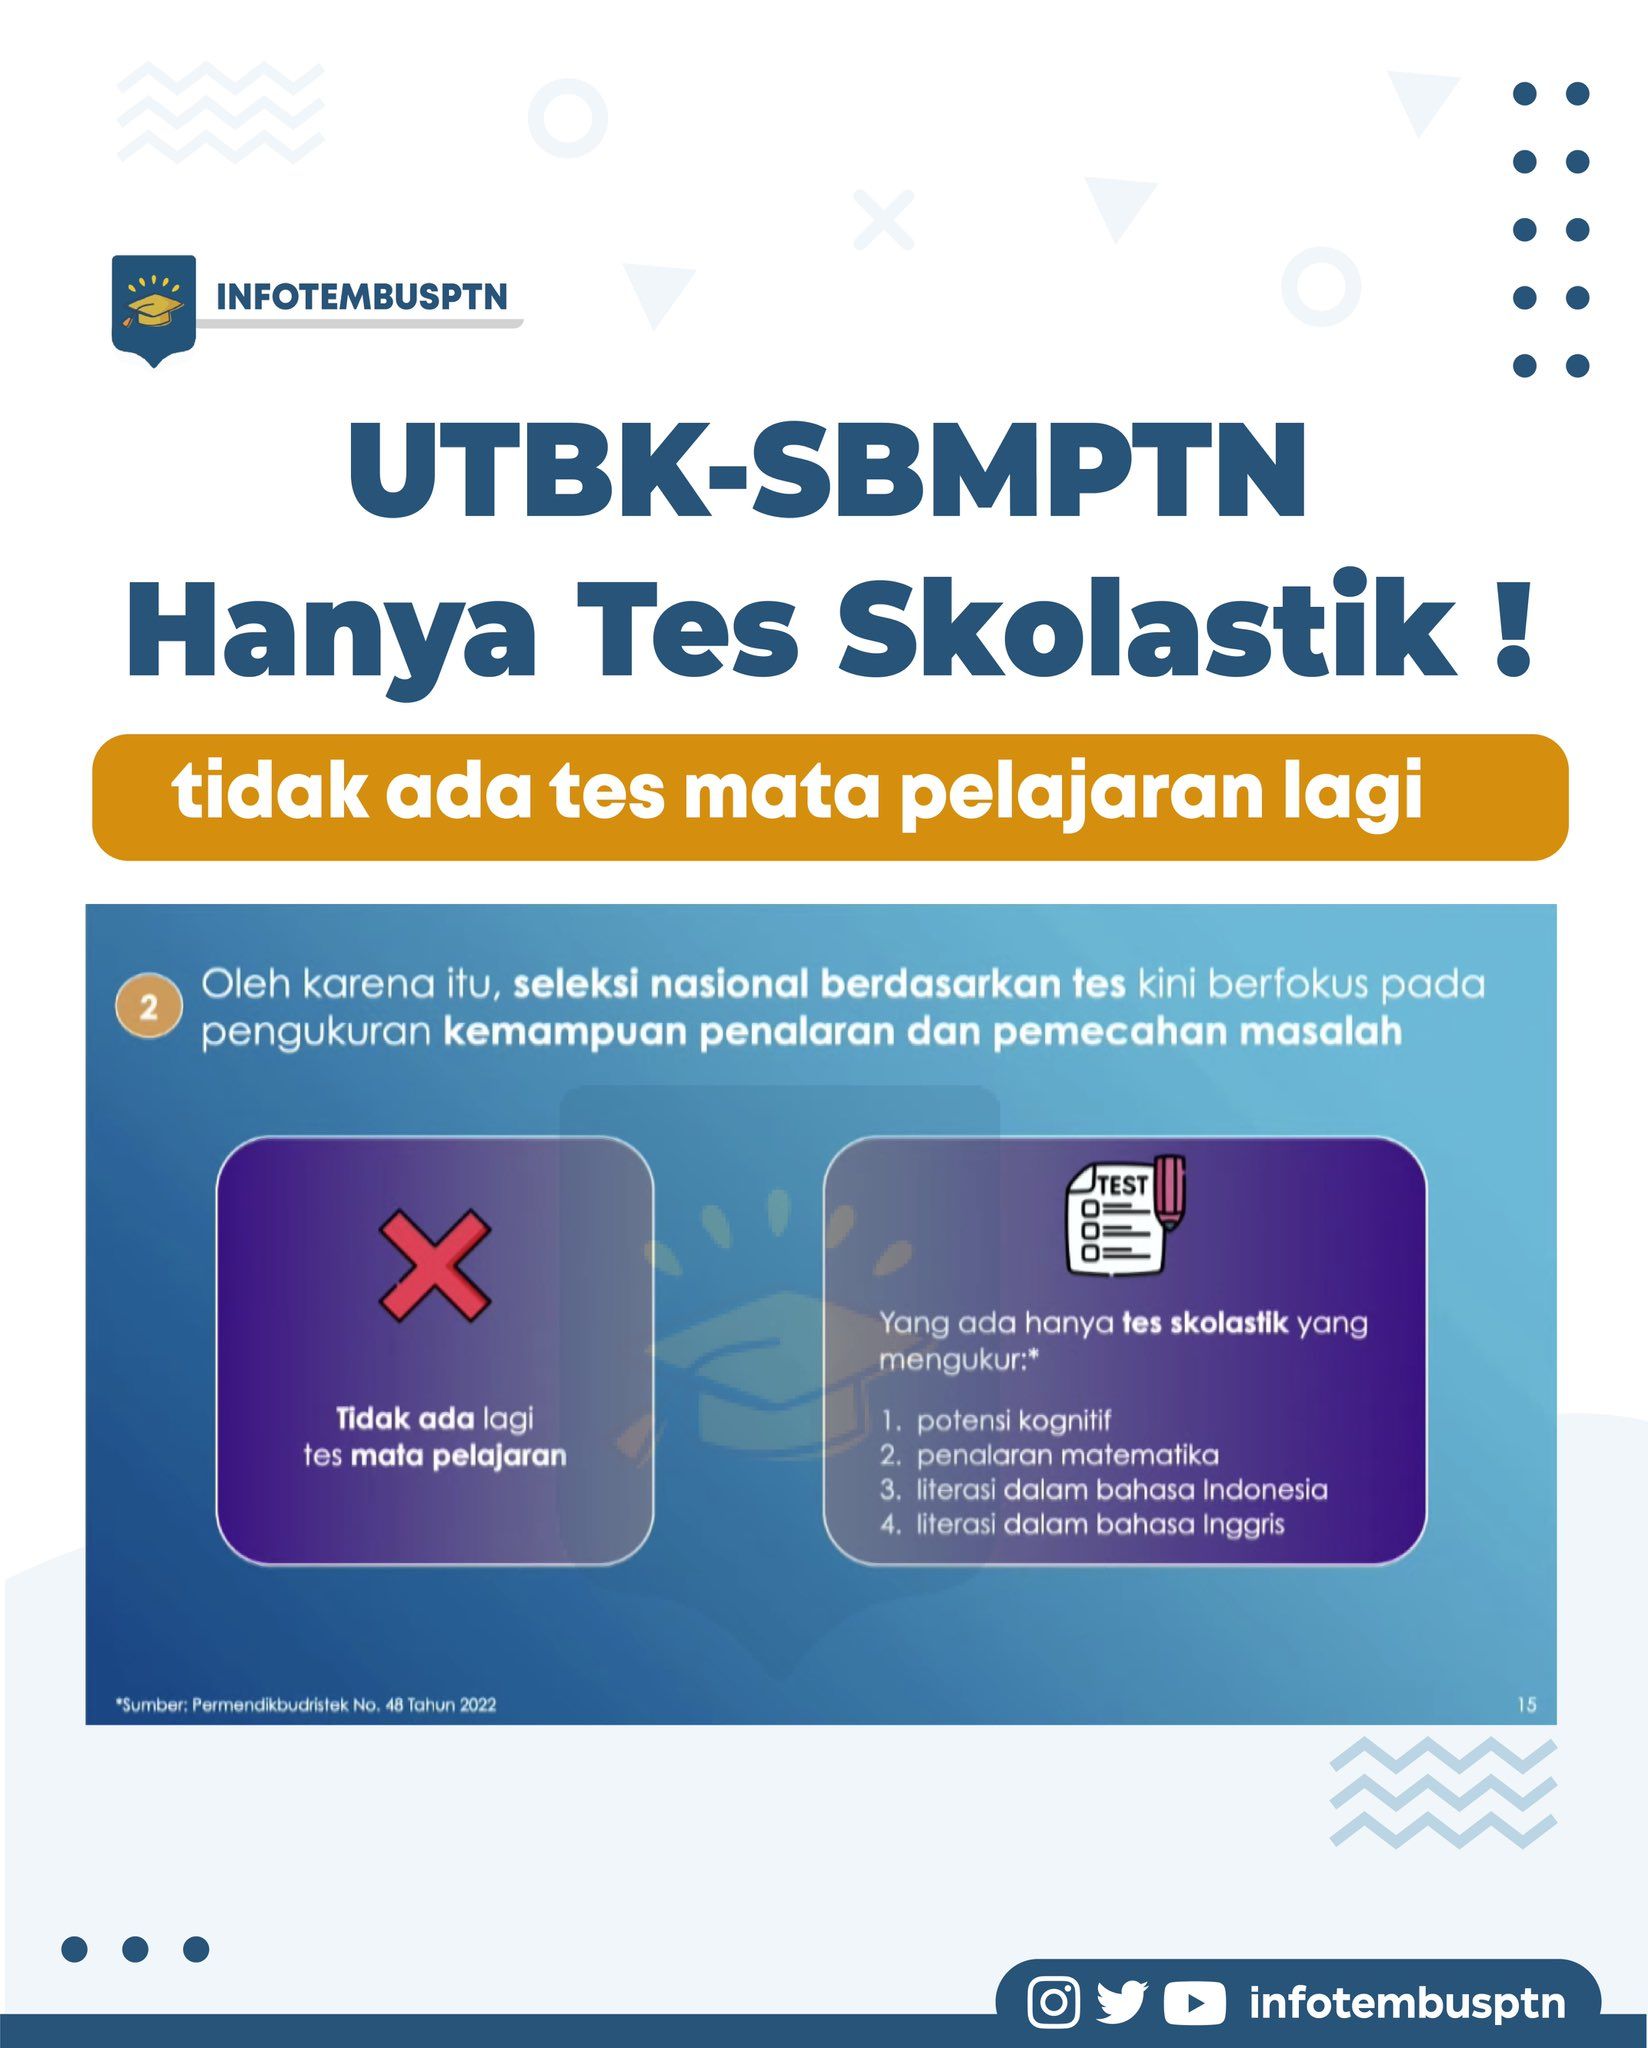 INFOTEMBUSPTN
UTBK-SBMPTN
Hanya Tes Skolastik !
tidak ada tes mata pelajaran lagi
2
Oleh karena itu, seleksi nasional berdasarkan tes kini berfokus pada
pengukuran kemampuan penalaran dan pemecahan masalah
Tidak ada lagi
tes mata pelajaran
TEST
Yang ada hanya tes skolastik yang
mengukur:*
1. potensi kognitif
2. penalaran matematika
3. literasi dalam bahasa Indonesia
4. literasi dalam bahasa Inggris
*Sumber: Permendikbudristek No. 48 Tahun 2022
15
infotembusptn